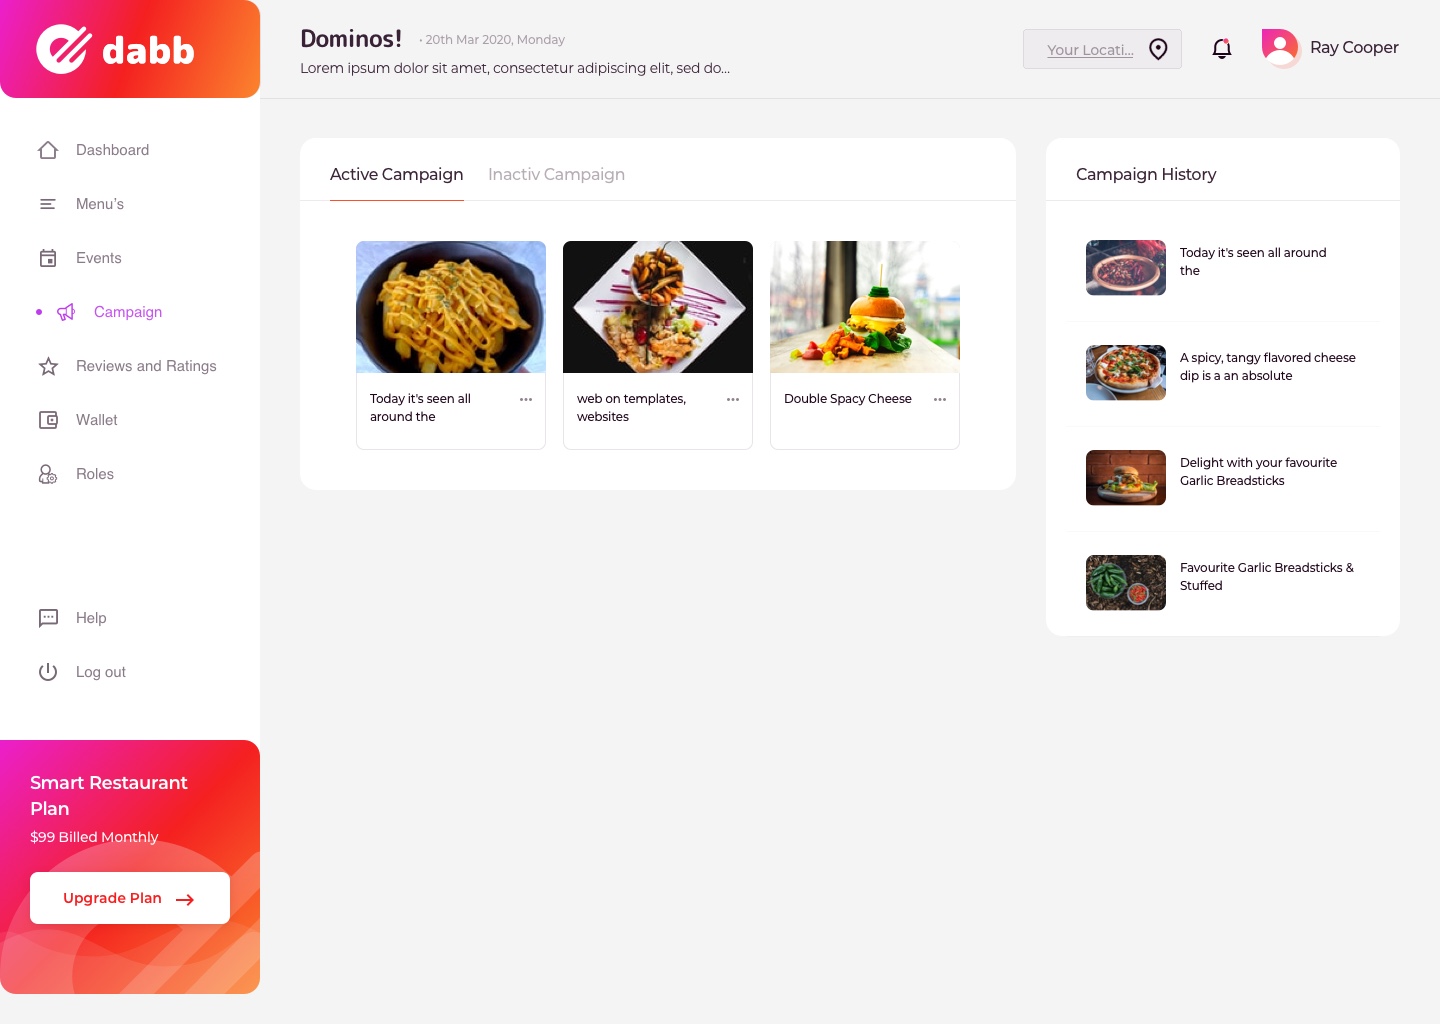 dabb
Dominos!
• 20th Mar 2020, Monday
Lorem ipsum dolor sit amet, consectetur adipiscing elit, sed do...
Your Locati...
Ray Cooper
Dashboard
Menu's
Events
Campaign
Reviews and Ratings
Wallet
Roles
Help
Log out
Smart Restaurant
Plan
$99 Billed Monthly
Upgrade Plan
Active Campaign
Inactiv Campaign
Today it's seen all
around the
web on templates,
websites
Double Spacy Cheese
Campaign History
Today it's seen all around
the
A spicy, tangy flavored cheese
dip is a an absolute
Delight with your favourite
Garlic Breadsticks
Favourite Garlic Breadsticks &
Stuffed